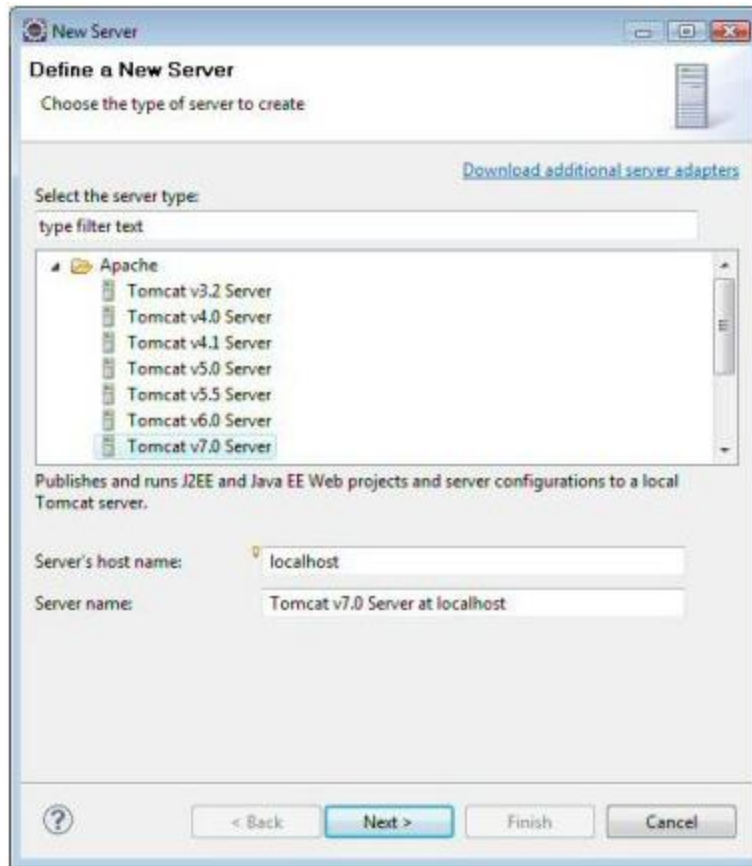 New Server
Define a New Server
Choose the type of server to create
Download additional server adapters
Select the server type:
type filter text
Apache
Tomcat v3.2 Server
Tomcat v4.0 Server
Tomcat v4.1 Server
Tomcat v5.0 Server
Tomcat v5.5 Server
Tomcat v6.0 Server
Tomcat v7.0 Server
Publishes and runs J2EE and Java EE Web projects and server configurations to a local
Tomcat server.
Server's host name: localhost
Server name: Tomcat v7.0 Server at localhost
? < Back Next > Finish Cancel